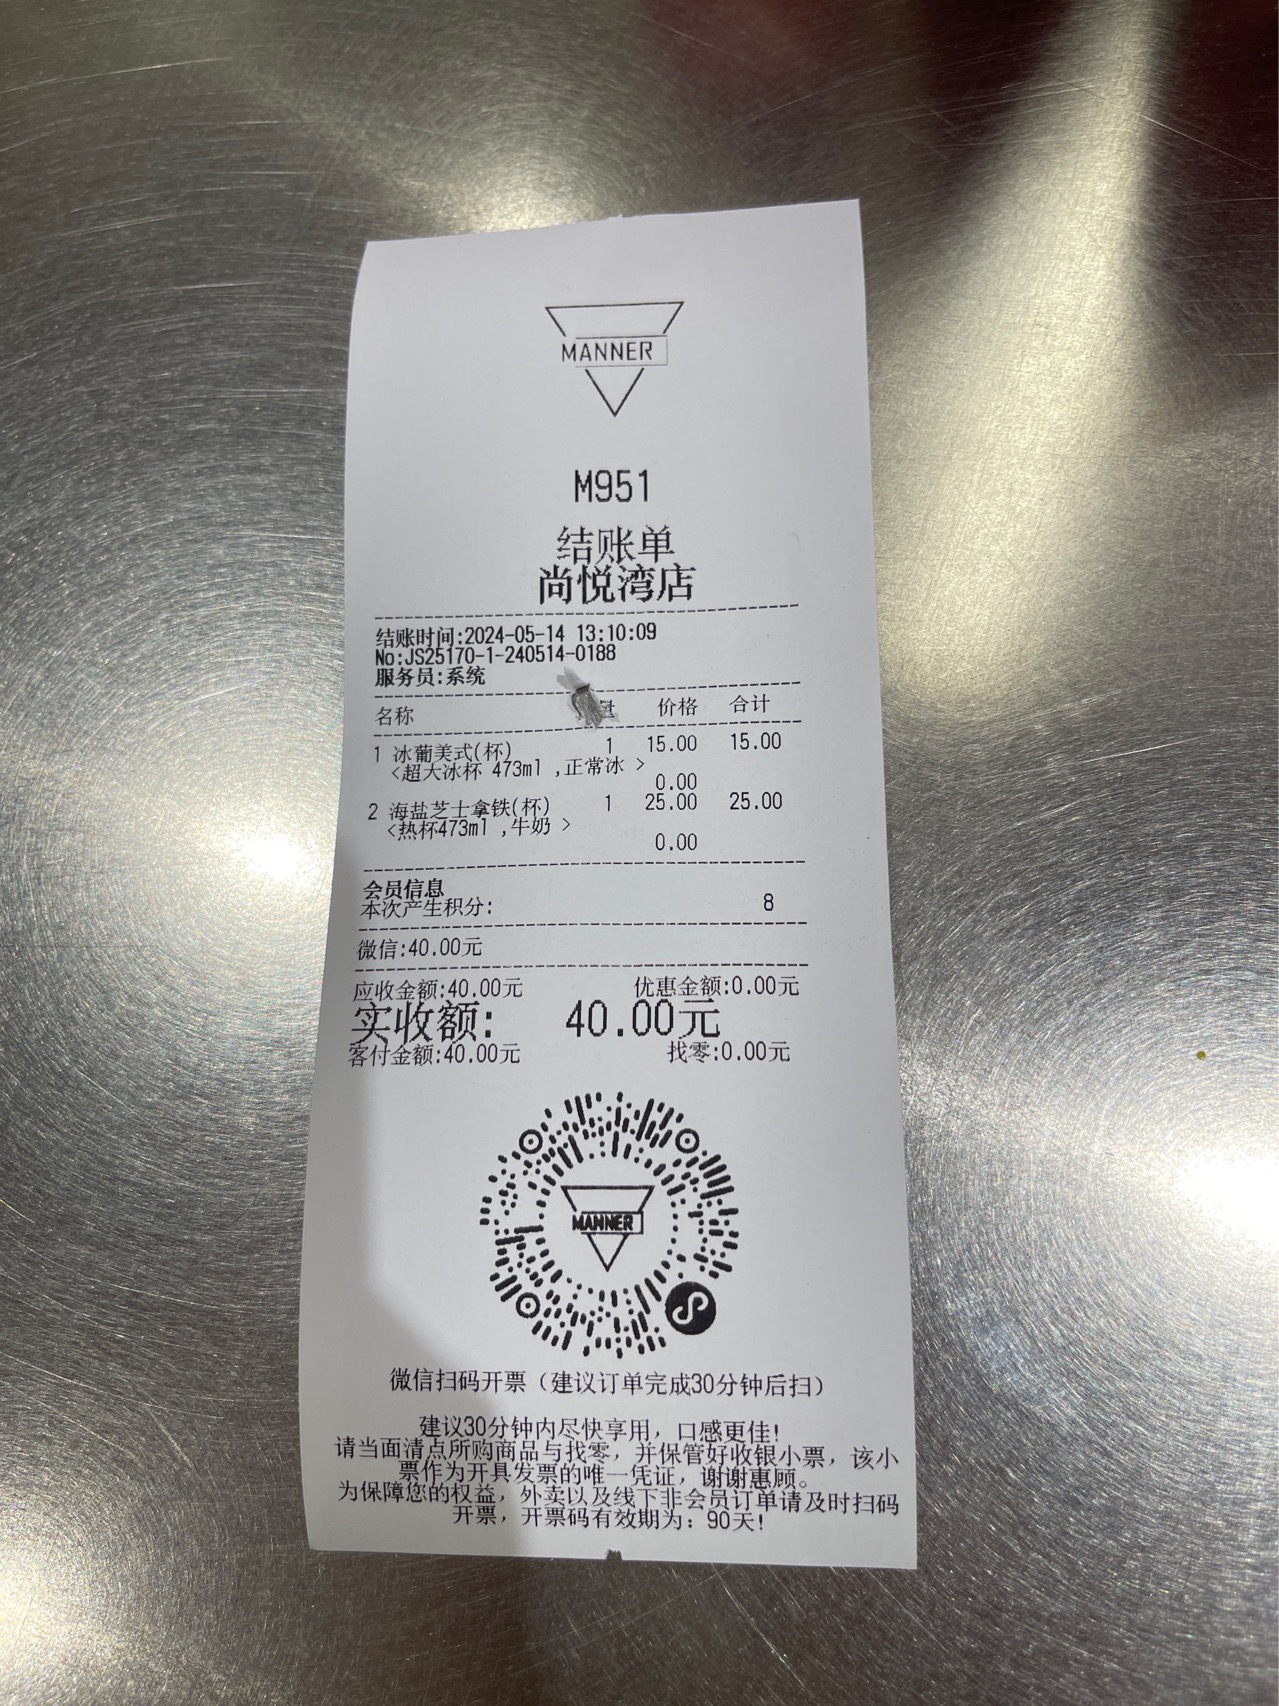 MANNER
M951
结账单
尚悦湾店
结账时间:2024-05-14 13:10:09
No:JS25170-1-240514-0188
服务员:系统
名称 价格 合计
1 冰葡美式(杯) 1 15.00 15.00
<超大冰杯 473ml ,正常冰 >
0.00
2 海盐芝士拿铁(杯) 1 25.00 25.00
<热杯473ml ,牛奶 >
0.00
会员信息
本次产生积分: 8
微信:40.00元
应收金额:40.00元 优惠金额:0.00元
实收额: 40.00元
客付金额:40.00元 找零:0.00元
MANNER
微信扫码开票（建议订单完成30分钟后扫）
建议30分钟内尽快享用，口感更佳!
请当面清点所购商品与找零，并保管好收银小票，该小
票作为开具发票的唯一凭证，谢谢惠顾。
为保障您的权益，外卖以及线下非会员订单请及时扫码
开票，开票码有效期为: 90天!